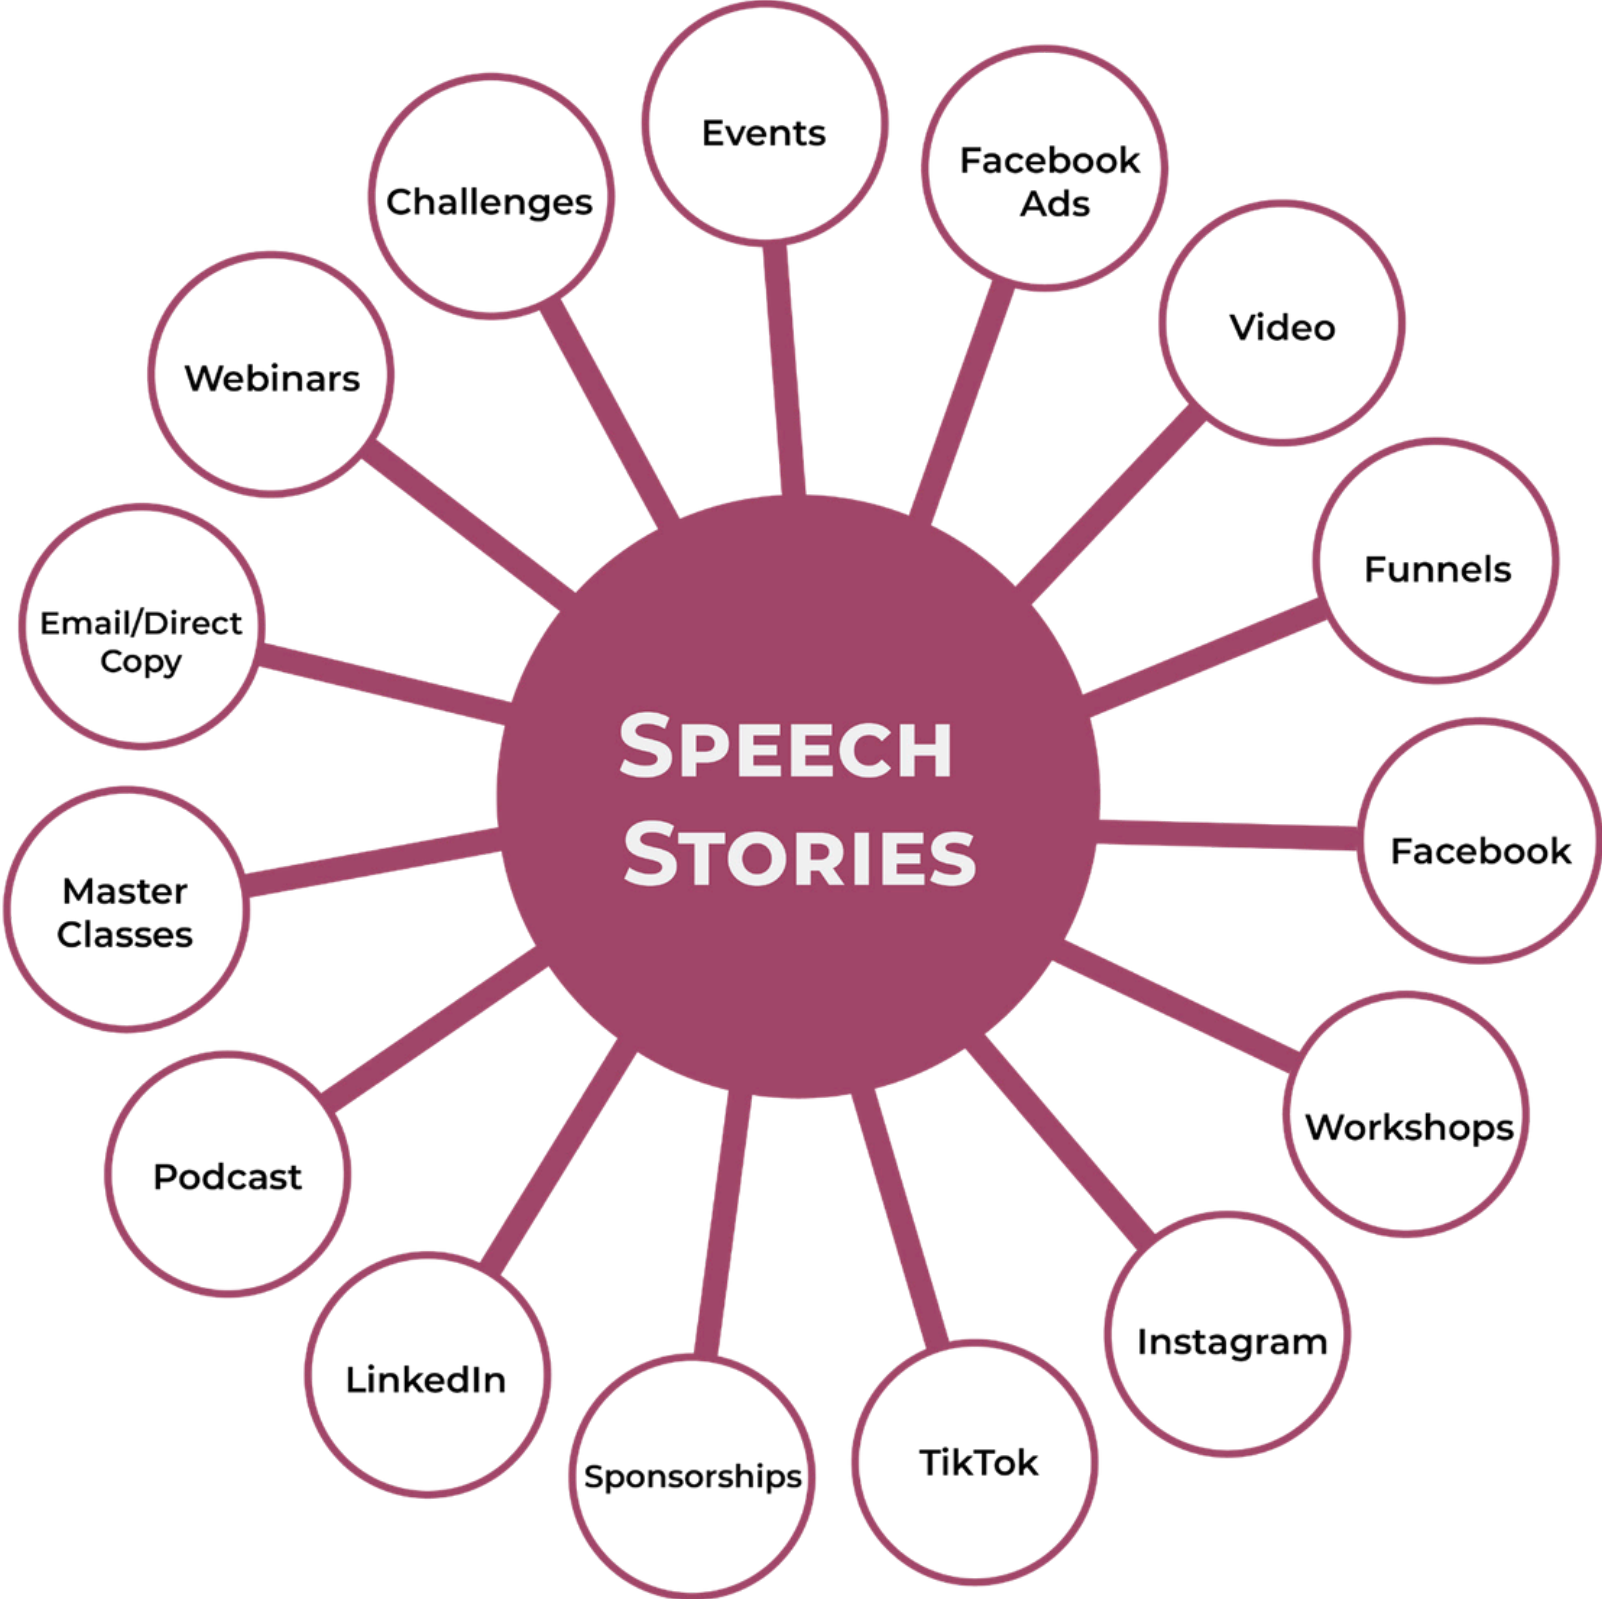 Events
Facebook
Ads
Video
Funnels
Facebook
Workshops
Instagram
TikTok
Sponsorships
LinkedIn
Podcast
Master
Classes
Email/Direct
Copy
Webinars
Challenges
SPEECH
STORIES